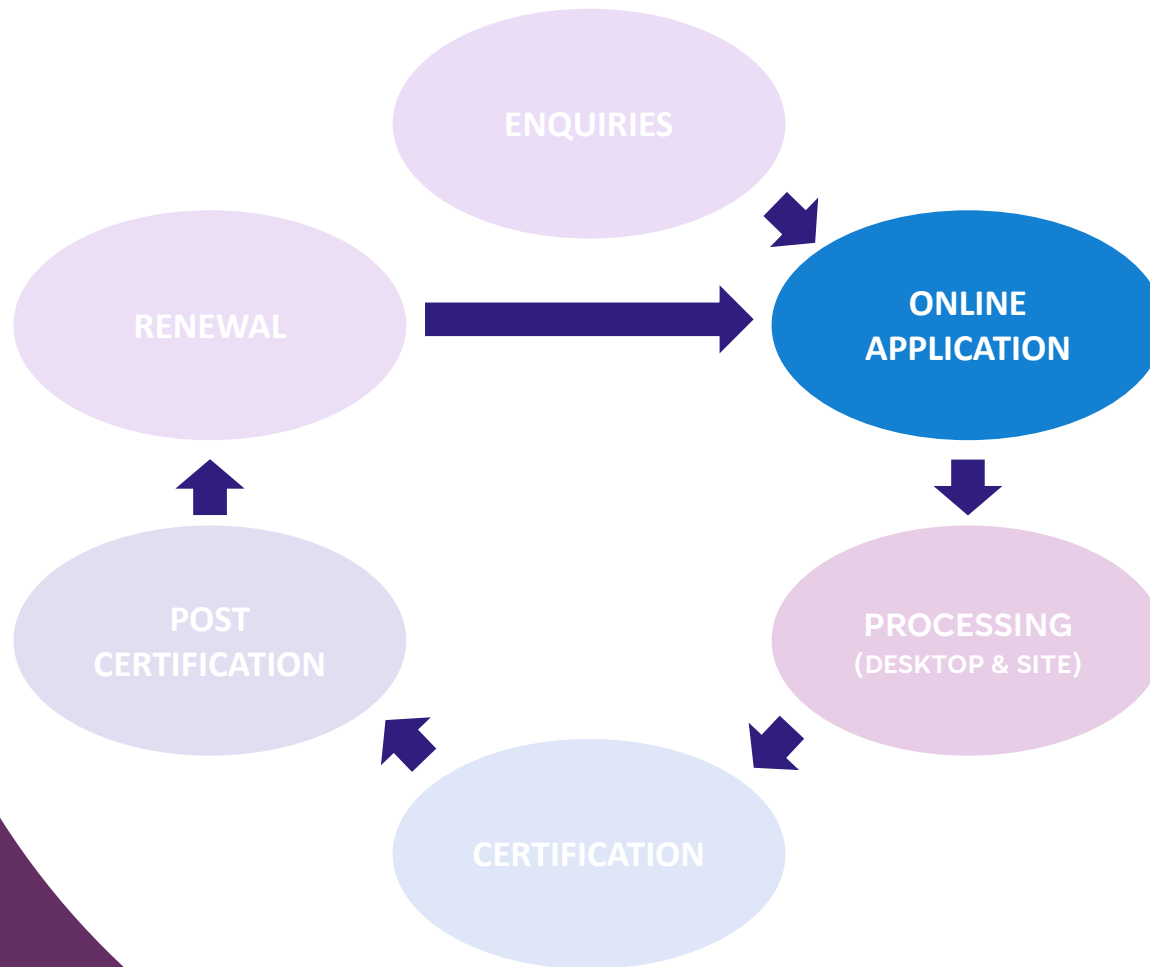 ENQUIRIES
ONLINE
APPLICATION
RENEWAL
PROCESSING
(DESKTOP & SITE)
POST
CERTIFICATION
CERTIFICATION